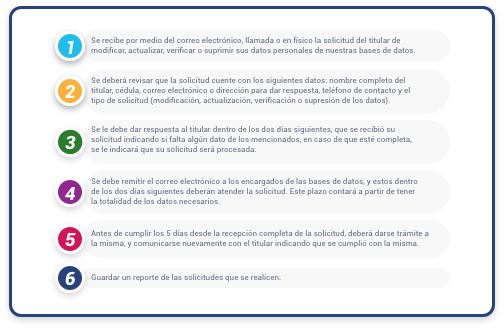 1
Se recibe por medio del correo electrónico, llamada o en físico la solicitud del titular de
modificar, actualizar, verificar o suprimir sus datos personales de nuestras bases de datos.
2
Se deberá revisar que la solicitud cuente con los siguientes datos: nombre completo del
titular, cédula, correo electrónico o dirección para dar respuesta, teléfono de contacto y el
tipo de solicitud (modificación, actualización, verificación o supresión de los datos).
3
Se le debe dar respuesta al titular dentro de los dos días siguientes, que se recibió su
solicitud indicando si falta algún dato de los mencionados, en caso de que esté completa,
se le indicará que su solicitud será procesada.
4
Se debe remitir el correo electrónico a los encargados de las bases de datos, y estos dentro
de los dos días siguientes deberán atender la solicitud. Este plazo contará a partir de tener
la totalidad de los datos necesarios.
5
Antes de cumplir los 5 días desde la recepción completa de la solicitud, deberá darse trámite a
la misma, y comunicarse nuevamente con el titular indicando que se cumplió con la misma.
6
Guardar un reporte de las solicitudes que se realicen.